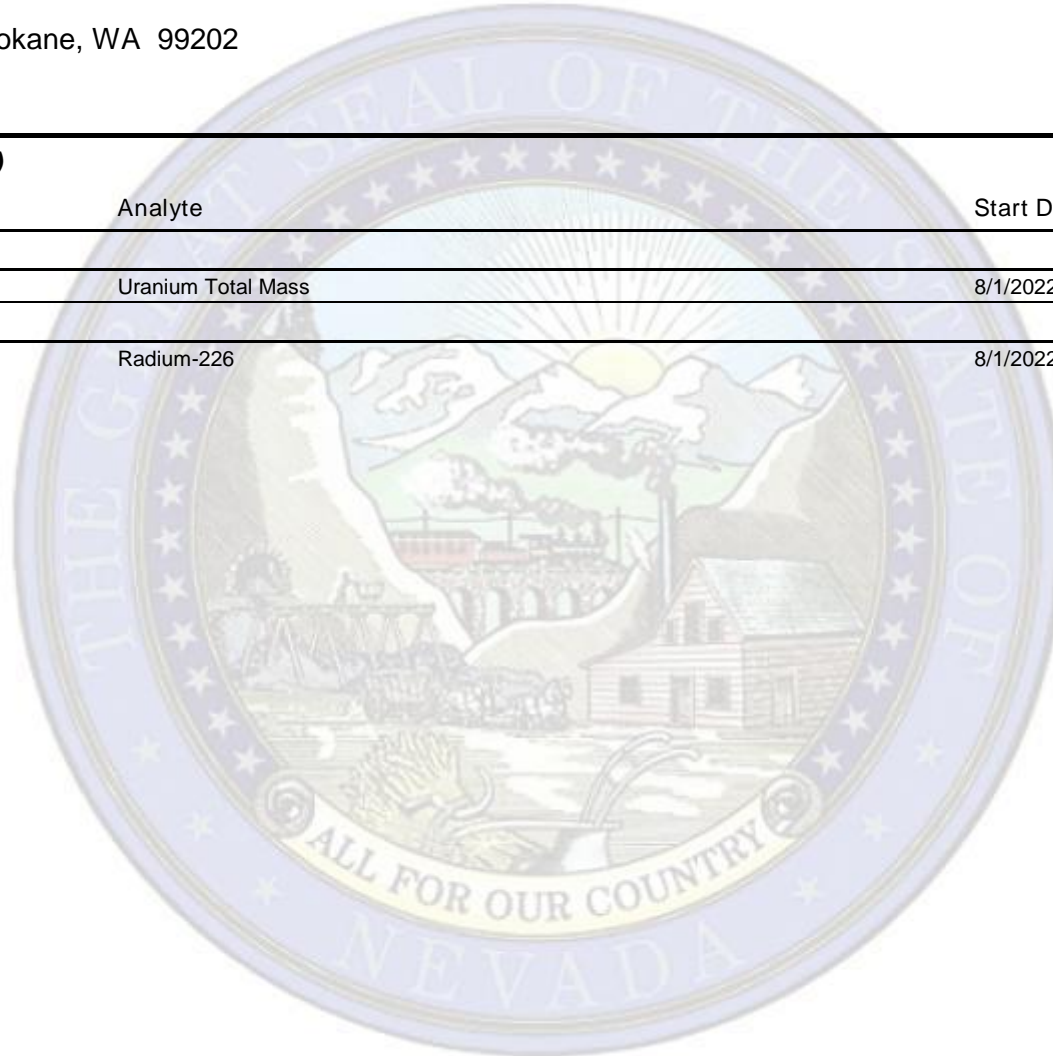 okane, WA 99202
)
Analyte Start D
Uranium Total Mass 8/1/2022
Radium-226 8/1/2022
THE GREAT SEAL OF THE STATE OF
ALL FOR OUR COUNTRY
NEVADA